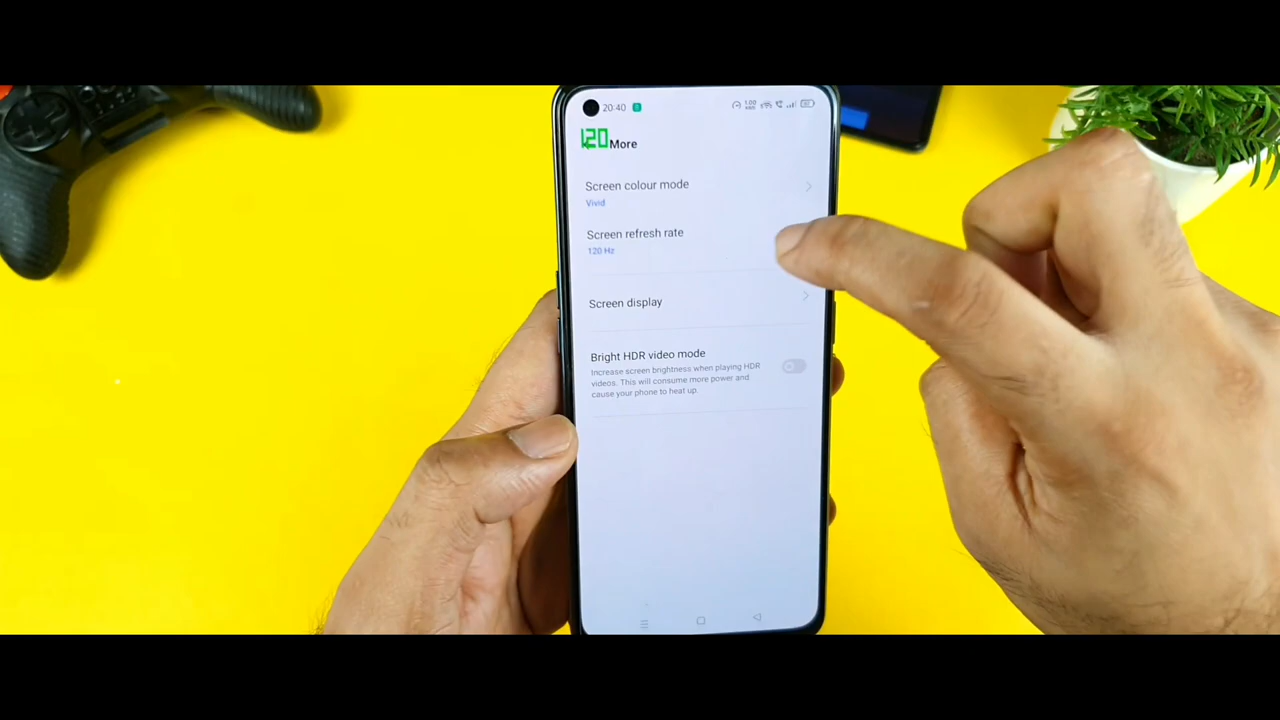 20:40
120
More
Screen colour mode
Vivid
Screen refresh rate
120 Hz
Screen display
Bright HDR video mode
Increase screen brightness when playing HDR
videos. This will consume more power and
cause your phone to heat up.